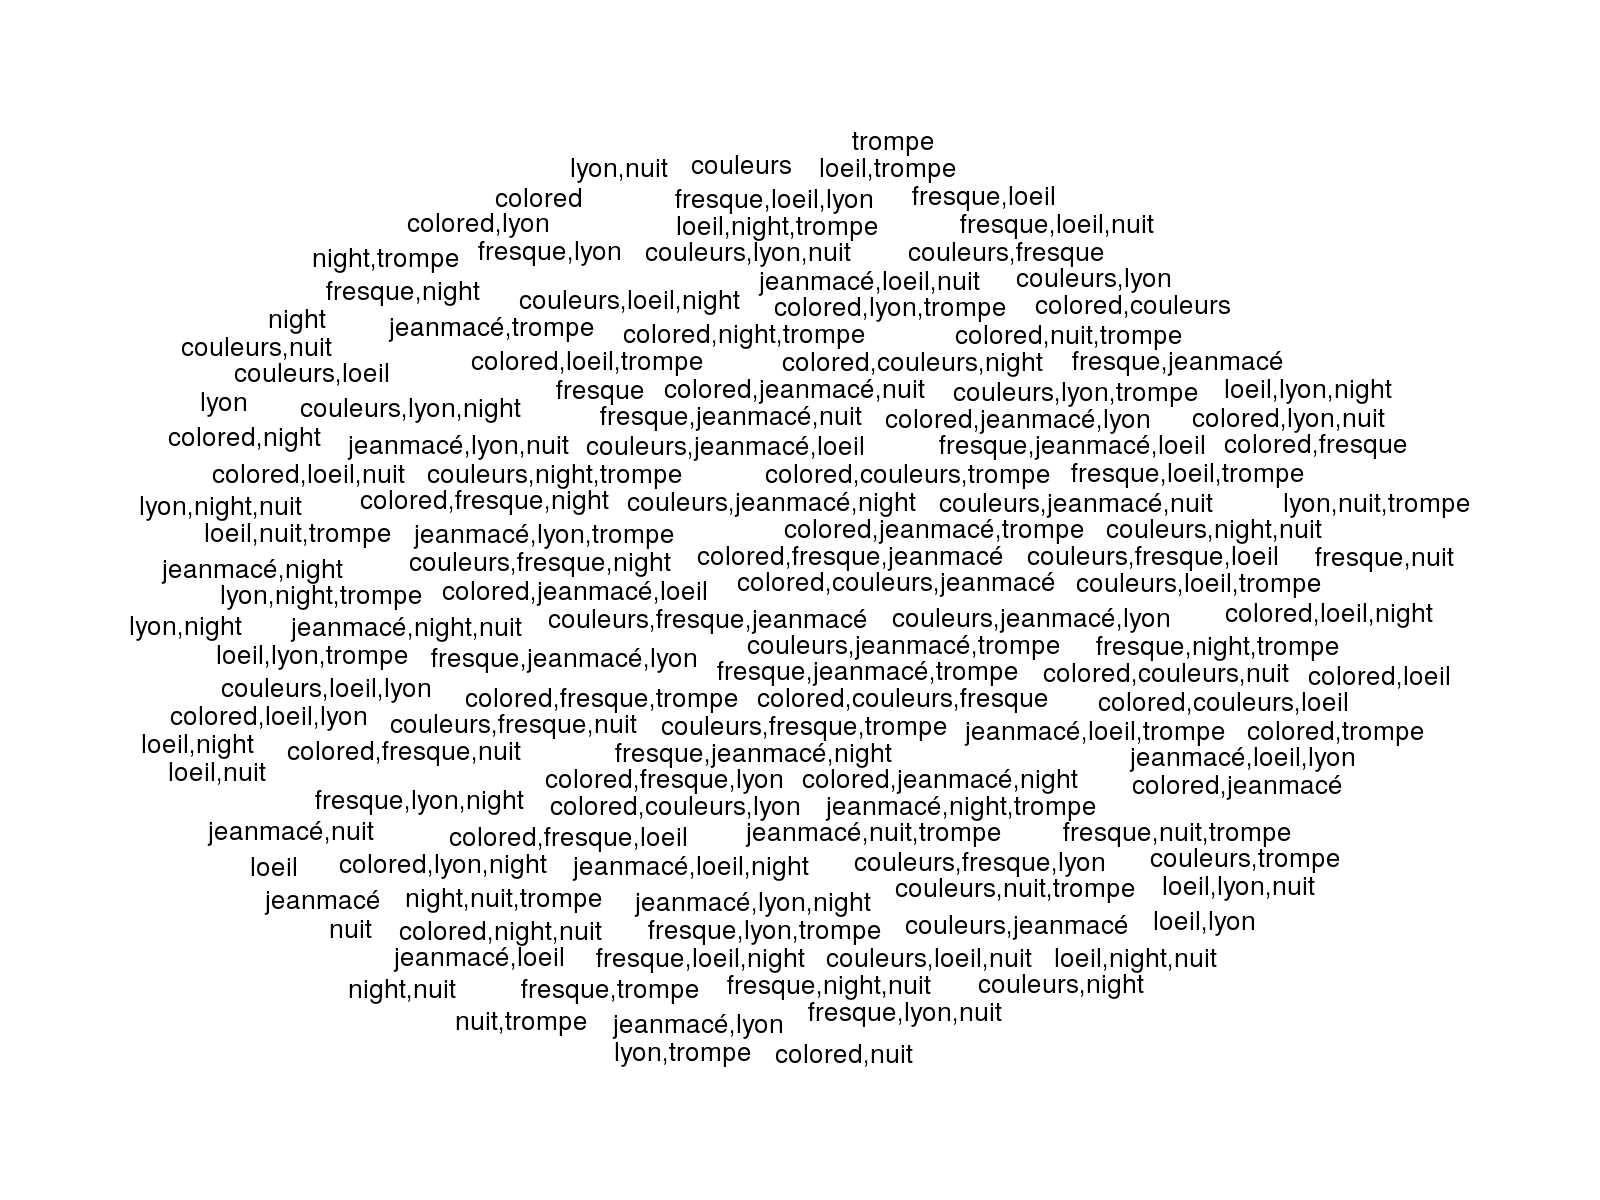 trompe
lyon,nuit couleurs loeil,trompe
colored fresque,loeil,lyon fresque,loeil
colored,lyon loeil,night,trompe fresque,loeil,nuit
night,trompe fresque,lyon couleurs,lyon,nuit couleurs,fresque
jeanmacé,loeil,nuit couleurs,lyon
fresque,night couleurs,loeil,night colored,lyon,trompe colored,couleurs
night jeanmacé,trompe colored,night,trompe colored,nuit,trompe
couleurs,nuit colored,loeil,trompe colored,couleurs,night fresque,jeanmacé
couleurs,loeil fresque colored,jeanmacé,nuit couleurs,lyon,trompe loeil,lyon,night
lyon couleurs,lyon,night fresque,jeanmacé,nuit colored,jeanmacé,lyon colored,lyon,nuit
colored,night jeanmacé,lyon,nuit couleurs,jeanmacé,loeil fresque,jeanmacé,loeil colored,fresque
colored,loeil,nuit couleurs,night,trompe colored,couleurs,trompe fresque,loeil,trompe
lyon,night,nuit colored,fresque,night couleurs,jeanmacé,night couleurs,jeanmacé,nuit lyon,nuit,trompe
loeil,nuit,trompe jeanmacé,lyon,trompe colored,jeanmacé,trompe couleurs,night,nuit
jeanmacé,night couleurs,fresque,night colored,fresque,jeanmacé couleurs,fresque,loeil fresque,nuit
lyon,night,trompe colored,jeanmacé,loeil colored,couleurs,jeanmacé couleurs,loeil,trompe
lyon,night jeanmacé,night,nuit couleurs,fresque,jeanmacé couleurs,jeanmacé,lyon colored,loeil,night
loeil,lyon,trompe fresque,jeanmacé,lyon couleurs,jeanmacé,trompe fresque,night,trompe
fresque,jeanmacé,trompe colored,couleurs,nuit colored,loeil
couleurs,loeil,lyon colored,fresque,trompe colored,couleurs,fresque colored,couleurs,loeil
colored,loeil,lyon couleurs,fresque,nuit couleurs,fresque,trompe jeanmacé,loeil,trompe colored,trompe
loeil,night colored,fresque,nuit fresque,jeanmacé,night jeanmacé,loeil,lyon
loeil,nuit colored,fresque,lyon colored,jeanmacé,night colored,jeanmacé
fresque,lyon,night colored,couleurs,lyon jeanmacé,night,trompe
jeanmacé,nuit colored,fresque,loeil jeanmacé,nuit,trompe fresque,nuit,trompe
loeil colored,lyon,night jeanmacé,loeil,night couleurs,fresque,lyon couleurs,trompe
jeanmacé night,nuit,trompe jeanmacé,lyon,night couleurs,nuit,trompe loeil,lyon,nuit
nuit colored,night,nuit fresque,lyon,trompe couleurs,jeanmacé loeil,lyon
jeanmacé,loeil fresque,loeil,night couleurs,loeil,nuit loeil,night,nuit
night,nuit fresque,trompe fresque,night,nuit couleurs,night
nuit,trompe jeanmacé,lyon fresque,lyon,nuit
lyon,trompe colored,nuit